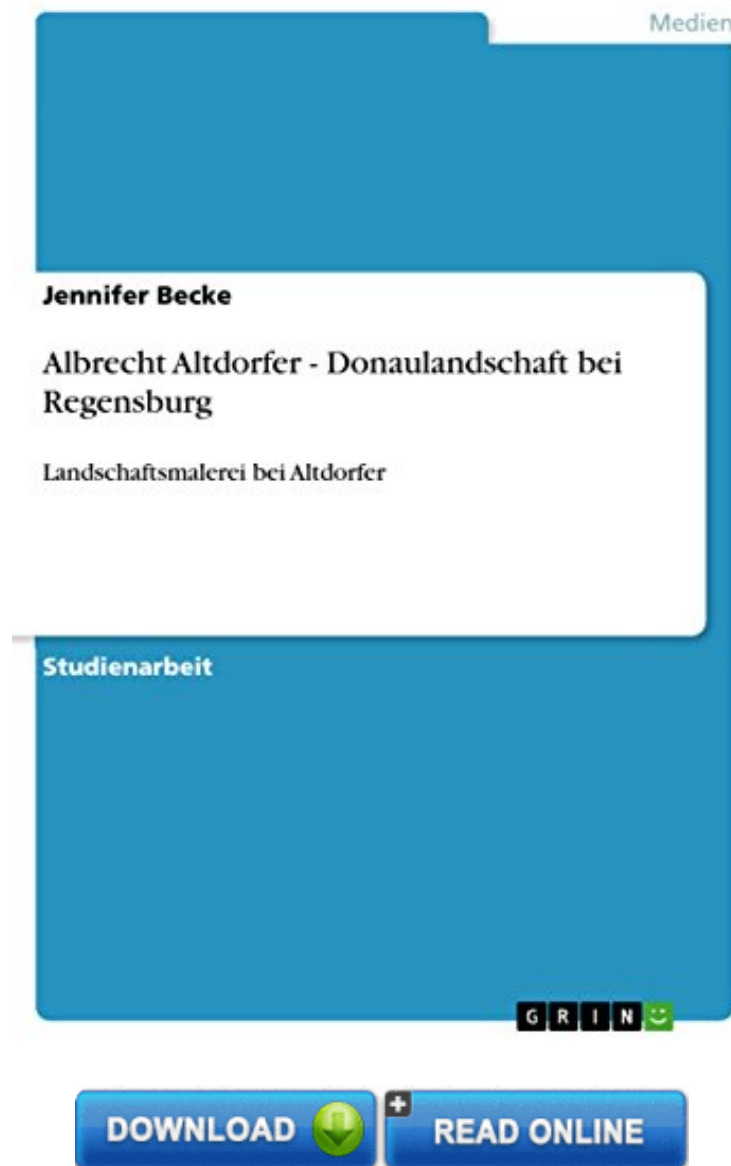 Medien
Jennifer Becke
Albrecht Altdorfer - Donaulandschaft bei
Regensburg
Landschaftsmalerei bei Altdorfer
Studienarbeit
GRIN
DOWNLOAD
READ ONLINE